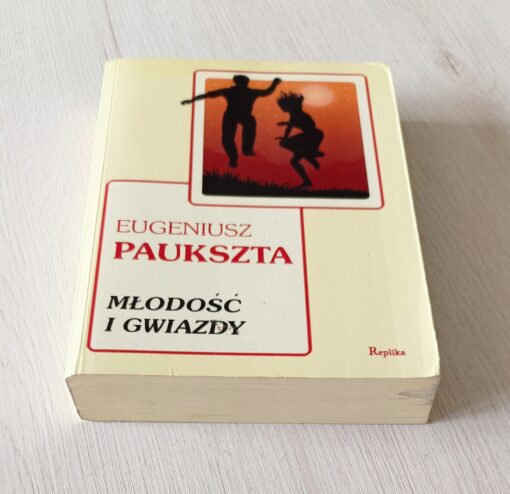 EUGENIUSZ
PAUKSZTA
MŁODOŚĆ
I GWIAZDY
Replika